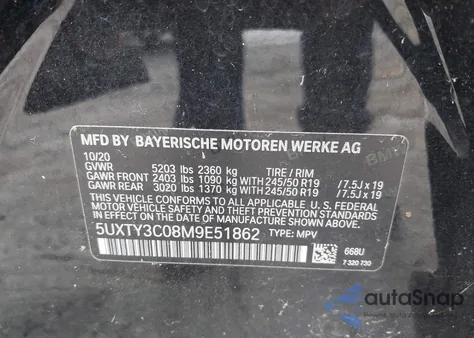 MFD BY BAYERISCHE MOTOREN WERKE AG
10/20
GVWR 5203 lbs 2360 kg TIRE / RIM
GAWR FRONT 2403 lbs 1090 kg WITH 245/50 R19 / 7.5J x 19
GAWR REAR 3020 lbs 1370 kg WITH 245/50 R19 / 7.5J x 19
THIS VEHICLE CONFORMS TO ALL APPLICABLE U.S. FEDERAL
MOTOR VEHICLE SAFETY AND THEFT PREVENTION STANDARDS
IN EFFECT ON THE DATE OF MANUFACTURE SHOWN ABOVE.
5UXTY3C08M9E51862 TYPE: MPV
668U
7 320 730
autoSnap
www.autosnap